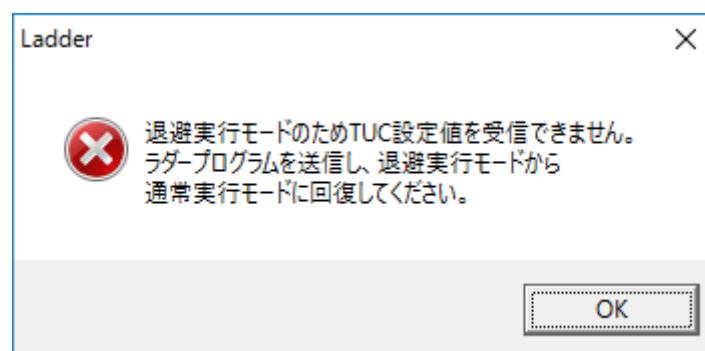 Ladder
退避実行モードのためTUC設定値を受信できません。
ラダープログラムを送信し、退避実行モードから
通常実行モードに回復してください。
OK